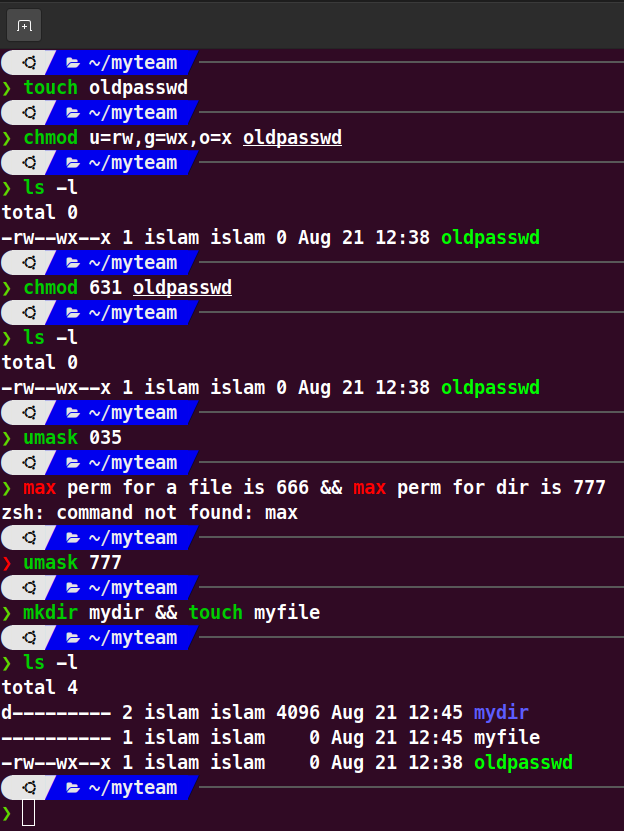 ~/myteam
❯ touch oldpasswd
~/myteam
❯ chmod u=rw,g=wx,o=x oldpasswd
~/myteam
❯ ls -l
total 0
-rw--wx--x 1 islam islam 0 Aug 21 12:38 oldpasswd
~/myteam
❯ chmod 631 oldpasswd
~/myteam
❯ ls -l
total 0
-rw--wx--x 1 islam islam 0 Aug 21 12:38 oldpasswd
~/myteam
❯ umask 035
~/myteam
❯ max perm for a file is 666 && max perm for dir is 777
zsh: command not found: max
~/myteam
❯ umask 777
~/myteam
❯ mkdir mydir && touch myfile
~/myteam
❯ ls -l
total 4
d--------- 2 islam islam 4096 Aug 21 12:45 mydir
---------- 1 islam islam    0 Aug 21 12:45 myfile
-rw--wx--x 1 islam islam    0 Aug 21 12:38 oldpasswd
~/myteam
❯